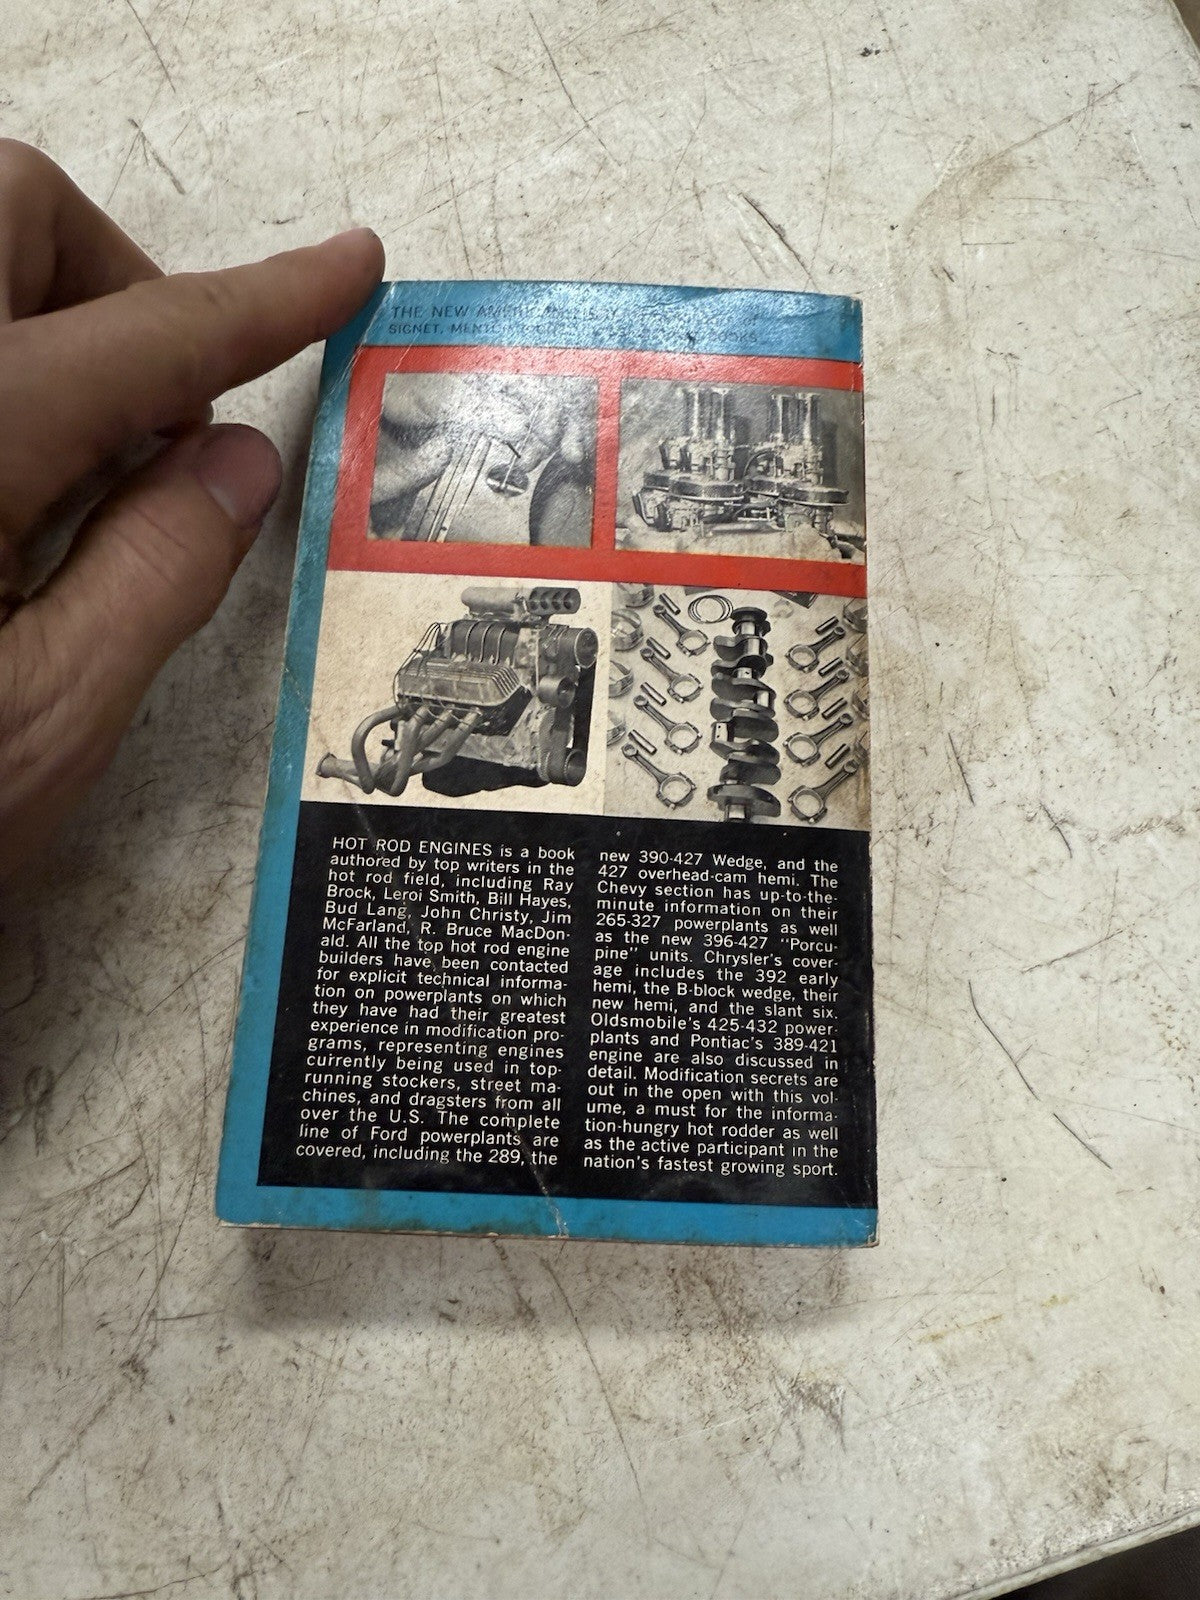 THE NEW AMERICAN
SIGNET, MENTOR BOOKS
HOT ROD ENGINES is a book
authored by top writers in the
hot rod field, including Ray
Brock, Leroi Smith, Bill Hayes,
Bud Lang, John Christy, Jim
McFarland, R. Bruce MacDon-
ald. All the top hot rod engine
builders have been contacted
for explicit technical informa-
tion on powerplants on which
they have had their greatest
experience in modification pro-
grams, representing engines
currently being used in top-
running stockers, street ma-
chines, and dragsters from all
over the U.S. The complete
line of Ford powerplants are
covered, including the 289, the
new 390-427 Wedge, and the
427 overhead-cam hemi. The
Chevy section has up-to-the-
minute information on their
265-327 powerplants as well
as the new 396-427 "Porcu-
pine" units. Chrysler's cover-
age includes the 392 early
hemi, the B-block wedge, their
new hemi, and the slant six.
Oldsmobile's 425-432 power-
plants and Pontiac's 389-421
engine are also discussed in
detail. Modification secrets are
out in the open with this vol-
ume, a must for the informa-
tion-hungry hot rodder as well
as the active participant in the
nation's fastest growing sport.